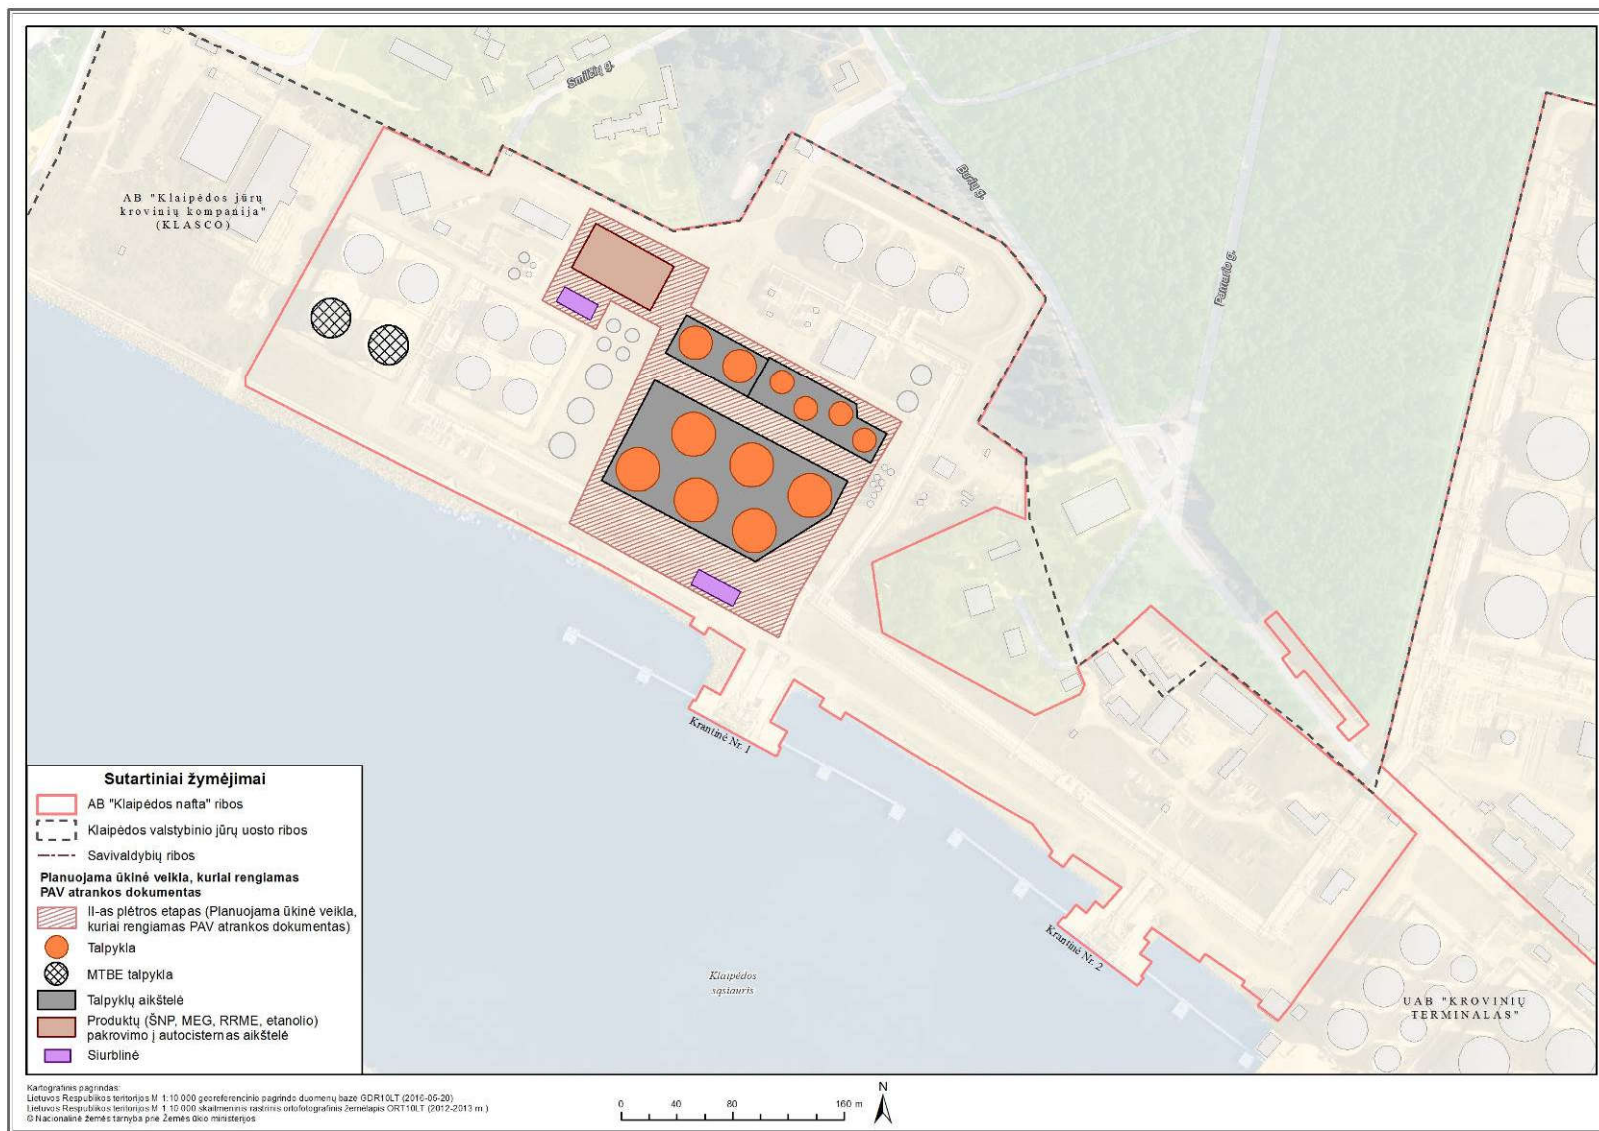 Smilčių g.
AB "Klaipėdos jūrų
krovinių kompanija"
(KLASCO)
Burių g.
Pamario g.
Krantinė Nr. 1
Krantinė Nr. 2
Klaipėdos
sąsiauris
UAB "KROVINIŲ
TERMINALAS"
Sutartiniai žymėjimai
AB "Klaipėdos nafta" ribos
Klaipėdos valstybinio jūrų uosto ribos
Savivaldybių ribos
Planuojama ūkinė veikla, kuriai rengiamas
PAV atrankos dokumentas
II-as plėtros etapas (Planuojama ūkinė veikla,
kuriai rengiamas PAV atrankos dokumentas)
Talpykla
MTBE talpykla
Talpyklų aikštelė
Produktų (ŠNP, MEG, RRME, etanolio)
pakrovimo į autocisternas aikštelė
Siurblinė
Kartografinis pagrindas:
Lietuvos Respublikos teritorijos M 1:10 000 georeferencinio pagrindo duomenų bazė GDR10LT (2016-06-20)
Lietuvos Respublikos teritorijos M 1:10 000 skaitmeninis rastrinis ortofotografinis žemėlapis ORT10LT (2012-2013 m.)
© Nacionalinė žemės tarnyba prie Žemės ūkio ministerijos
0 40 80 160 m
N